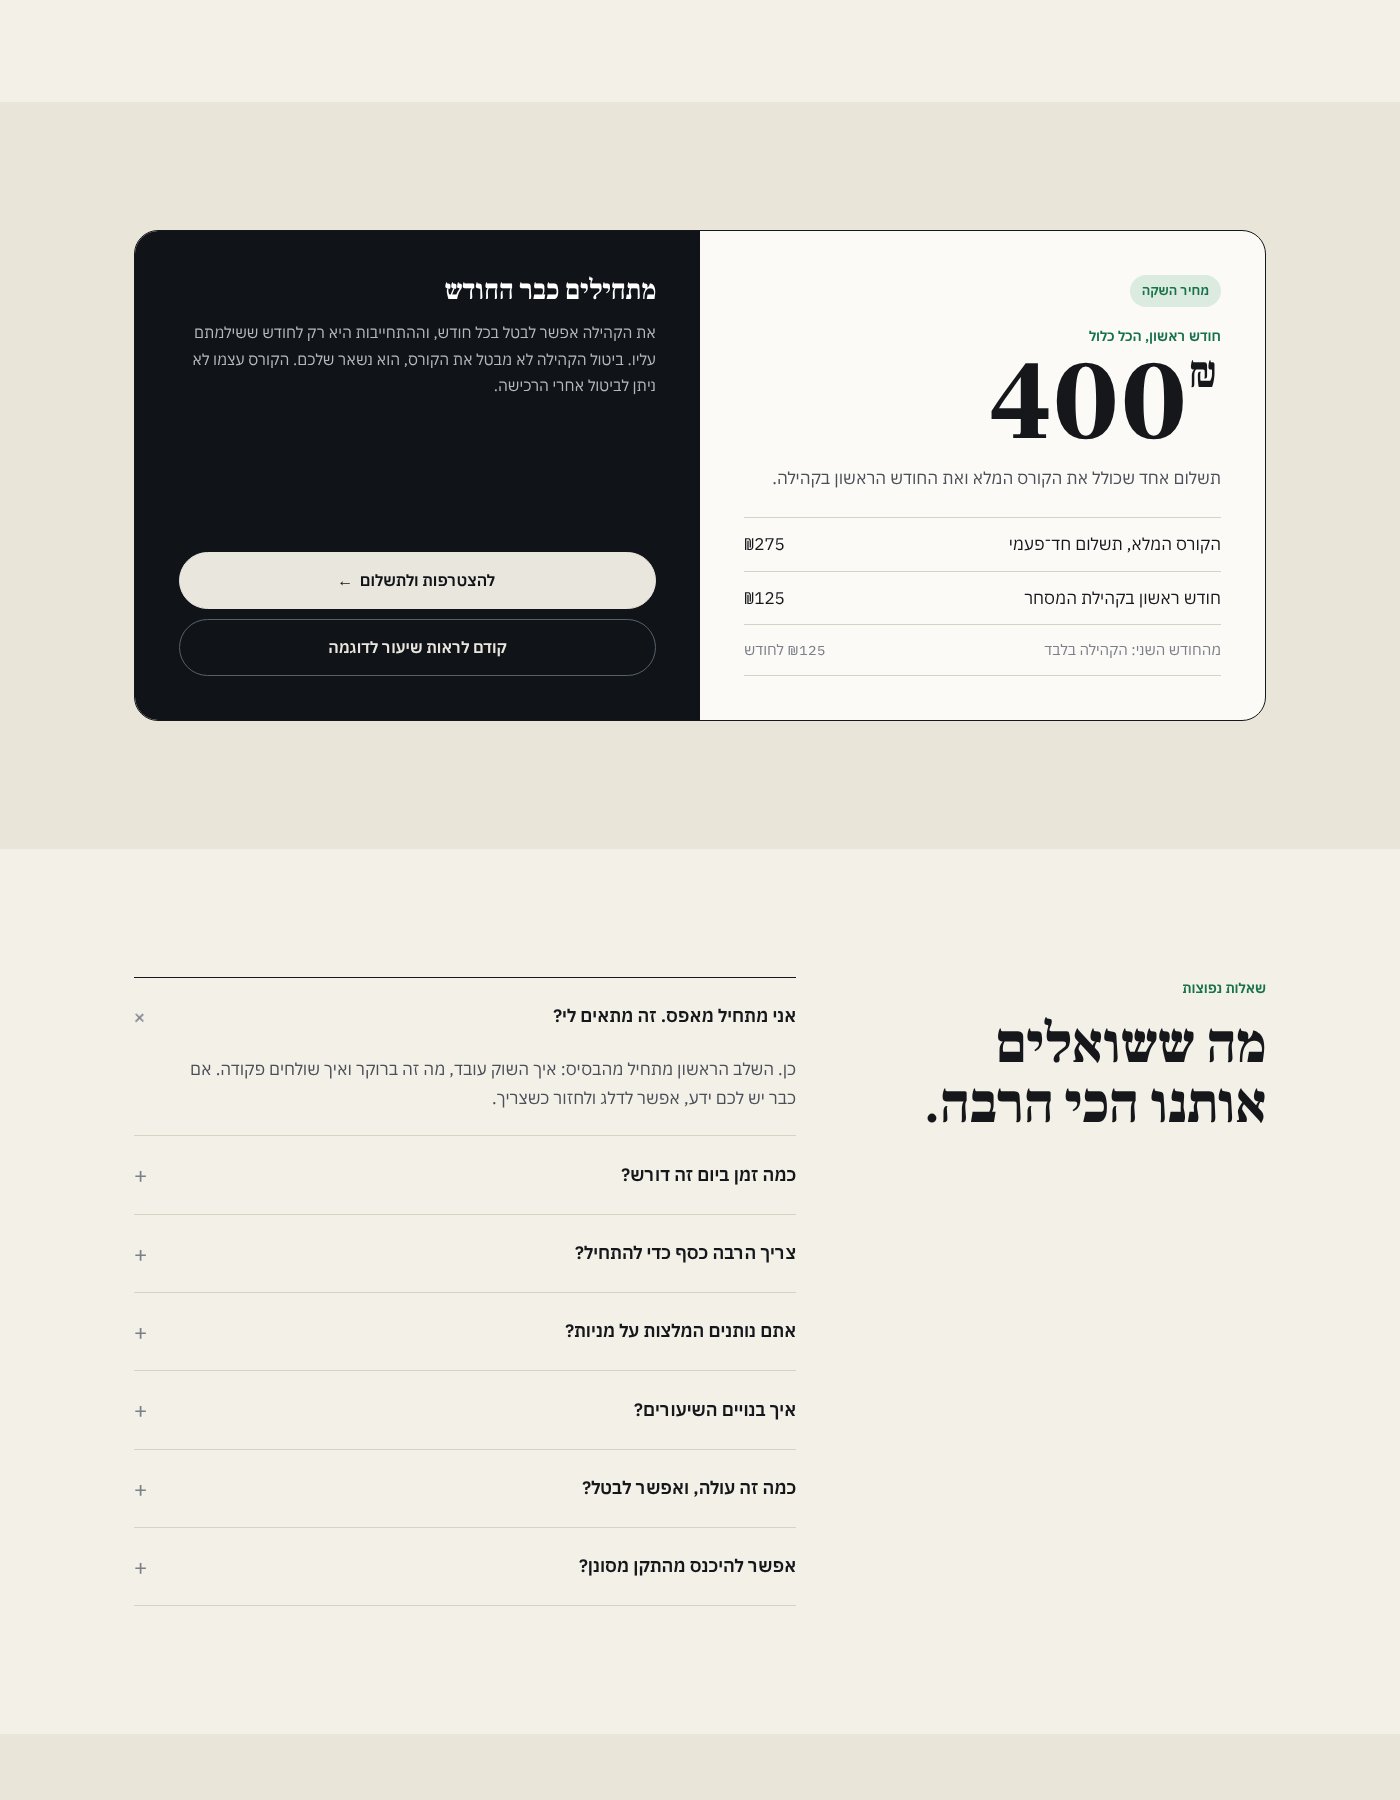 מחיר השקה
חודש ראשון, הכל כלול
₪400
תשלום אחד שכולל את הקורס המלא ואת החודש הראשון בקהילה.
הקורס המלא, תשלום חד־פעמי ₪275
חודש ראשון בקהילת המסחר ₪125
מהחודש השני: הקהילה בלבד ₪125 לחודש
מתחילים כבר החודש
את הקהילה אפשר לבטל בכל חודש, וההתחייבות היא רק לחודש ששילמתם
עליו. ביטול הקהילה לא מבטל את הקורס, הוא נשאר שלכם. הקורס עצמו לא
ניתן לביטול אחרי הרכישה.
להצטרפות ולתשלום ←
קודם לראות שיעור לדוגמה
שאלות נפוצות
מה ששואלים
אותנו הכי הרבה.
אני מתחיל מאפס. זה מתאים לי? ×
כן. השלב הראשון מתחיל מהבסיס: איך השוק עובד, מה זה ברוקר ואיך שולחים פקודה. אם
כבר יש לכם ידע, אפשר לדלג ולחזור כשצריך.
כמה זמן ביום זה דורש? +
צריך הרבה כסף כדי להתחיל? +
אתם נותנים המלצות על מניות? +
איך בנויים השיעורים? +
כמה זה עולה, ואפשר לבטל? +
אפשר להיכנס מהתקן מסונן? +